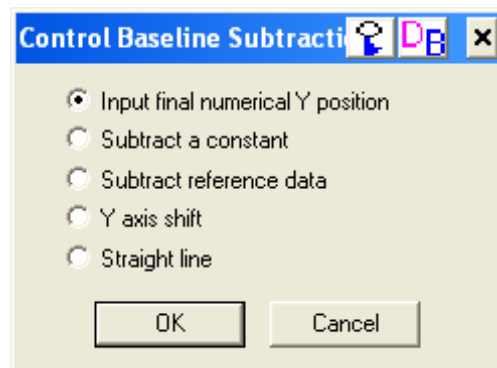 Control Baseline Subtracti
DB
Input final numerical Y position
Subtract a constant
Subtract reference data
Y axis shift
Straight line
OK Cancel